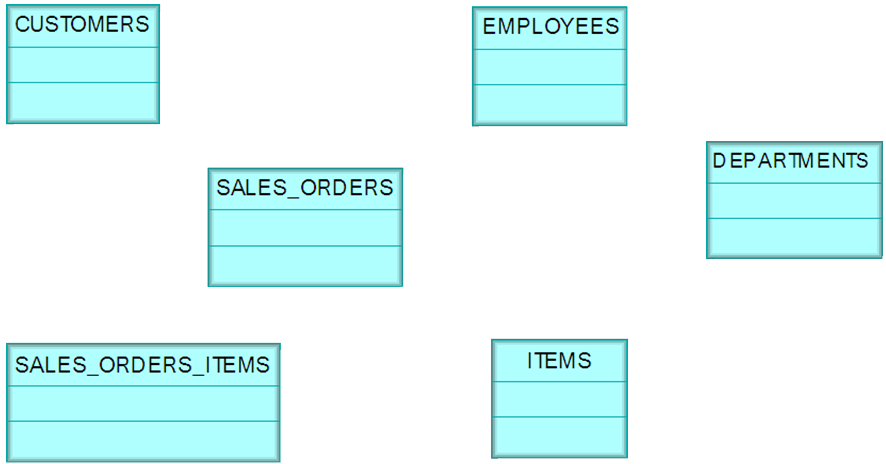 CUSTOMERS
EMPLOYEES
DEPARTMENTS
SALES_ORDERS
SALES_ORDERS_ITEMS
ITEMS